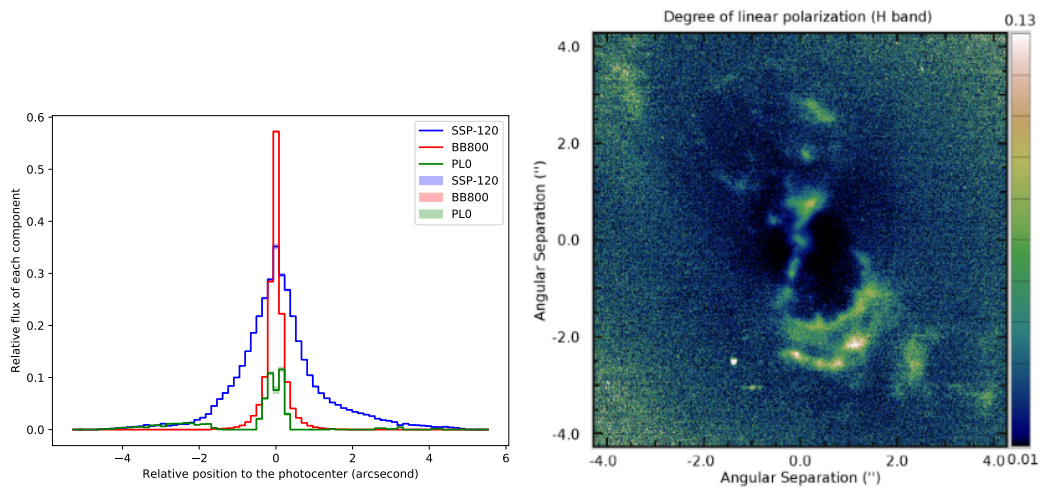 Relative flux of each component
0.6
0.5
0.4
0.3
0.2
0.1
0.0
SSP-120
BB800
PL0
SSP-120
BB800
PL0
−4
−2
0
2
4
6
Relative position to the photocenter (arcsecond)
Degree of linear polarization (H band)
0.13
Angular Separation ('')
4.0
2.0
0.0
-2.0
-4.0
-4.0
-2.0
0.0
2.0
4.0
0.01
Angular Separation ('')